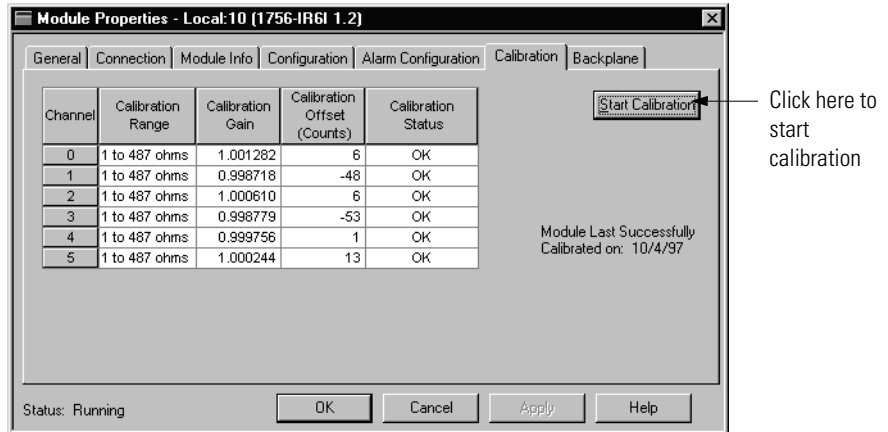 Module Properties - Local:10 (1756-IR6I 1.2)
General Connection Module Info Configuration Alarm Configuration Calibration Backplane
Channel Calibration Range Calibration Gain Calibration Offset (Counts) Calibration Status
0 1 to 487 ohms 1.001282 6 OK
1 1 to 487 ohms 0.998718 -48 OK
2 1 to 487 ohms 1.000610 6 OK
3 1 to 487 ohms 0.998779 -53 OK
4 1 to 487 ohms 0.999756 1 OK
5 1 to 487 ohms 1.000244 13 OK
Start Calibration
Click here to
start
calibration
Module Last Successfully
Calibrated on: 10/4/97
Status: Running
OK Cancel Apply Help